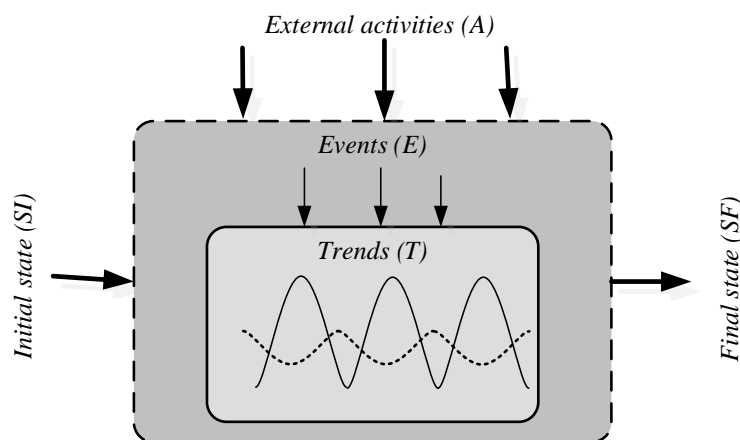 External activities (A)
Events (E)
Trends (T)
Initial state (SI)
Final state (SF)